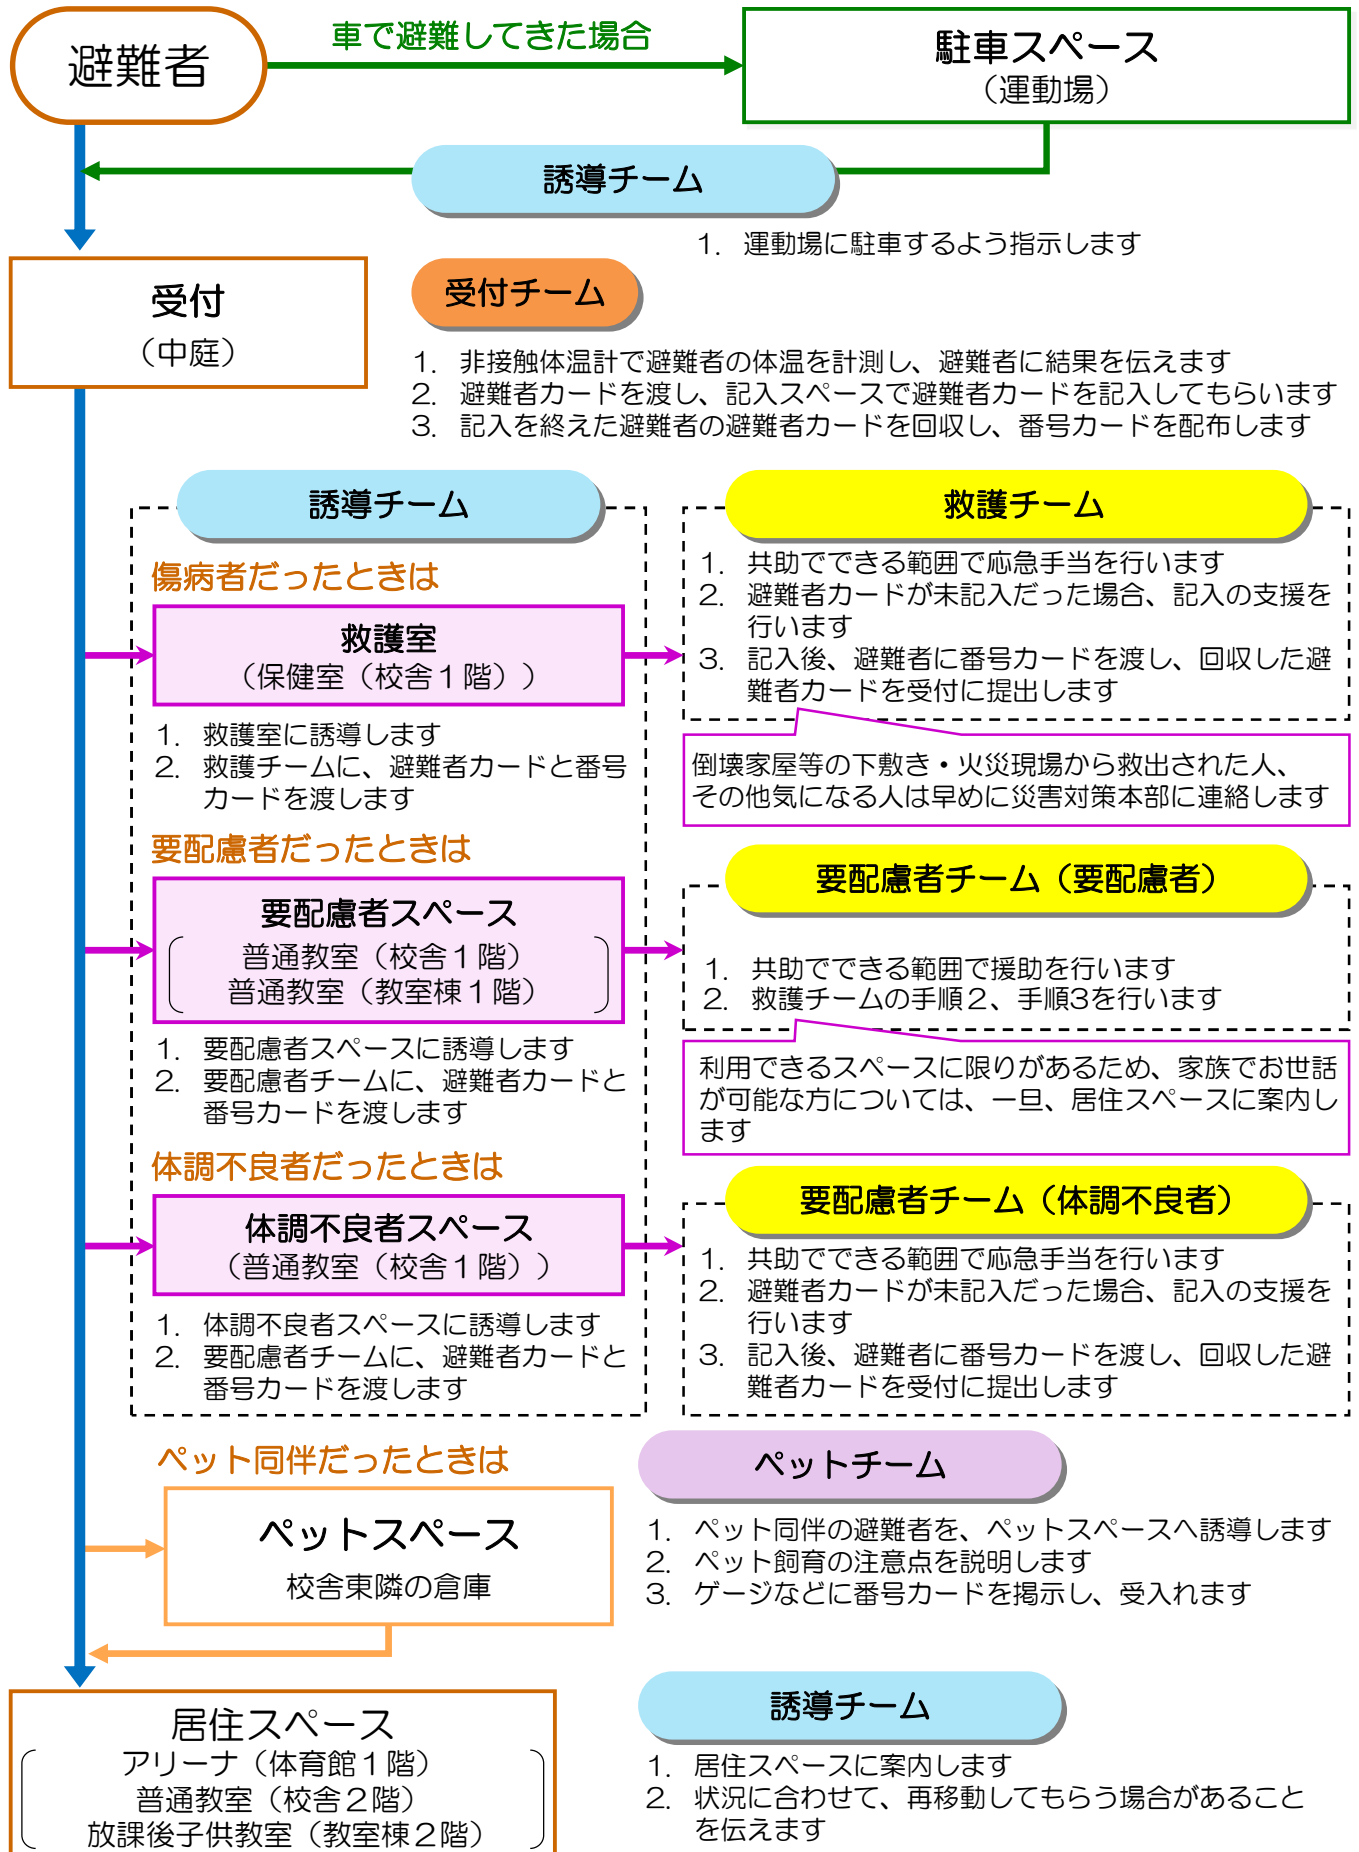 避難者
車で避難してきた場合
駐車スペース
（運動場）
誘導チーム
1. 運動場に駐車するよう指示します
受付
（中庭）
受付チーム
1. 非接触体温計で避難者の体温を計測し、避難者に結果を伝えます
2. 避難者カードを渡し、記入スペースで避難者カードを記入してもらいます
3. 記入を終えた避難者の避難者カードを回収し、番号カードを配布します
誘導チーム
傷病者だったときは
救護室
（保健室（校舎１階））
1. 救護室に誘導します
2. 救護チームに、避難者カードと番号
カードを渡します
救護チーム
1. 共助でできる範囲で応急手当を行います
2. 避難者カードが未記入だった場合、記入の支援を
行います
3. 記入後、避難者に番号カードを渡し、回収した避
難者カードを受付に提出します
倒壊家屋等の下敷き・火災現場から救出された人、
その他気になる人は早めに災害対策本部に連絡します
要配慮者だったときは
要配慮者スペース
普通教室（校舎１階）
普通教室（教室棟１階）
1. 要配慮者スペースに誘導します
2. 要配慮者チームに、避難者カードと
番号カードを渡します
要配慮者チーム（要配慮者）
1. 共助でできる範囲で援助を行います
2. 救護チームの手順２、手順3を行います
利用できるスペースに限りがあるため、家族でお世話
が可能な方については、一旦、居住スペースに案内し
ます
体調不良者だったときは
体調不良者スペース
（普通教室（校舎１階））
1. 体調不良者スペースに誘導します
2. 要配慮者チームに、避難者カードと
番号カードを渡します
要配慮者チーム（体調不良者）
1. 共助でできる範囲で応急手当を行います
2. 避難者カードが未記入だった場合、記入の支援を
行います
3. 記入後、避難者に番号カードを渡し、回収した避
難者カードを受付に提出します
ペット同伴だったときは
ペットスペース
校舎東隣の倉庫
ペットチーム
1. ペット同伴の避難者を、ペットスペースへ誘導します
2. ペット飼育の注意点を説明します
3. ゲージなどに番号カードを掲示し、受入れます
居住スペース
アリーナ（体育館１階）
普通教室（校舎２階）
放課後子供教室（教室棟２階）
誘導チーム
1. 居住スペースに案内します
2. 状況に合わせて、再移動してもらう場合があること
を伝えます